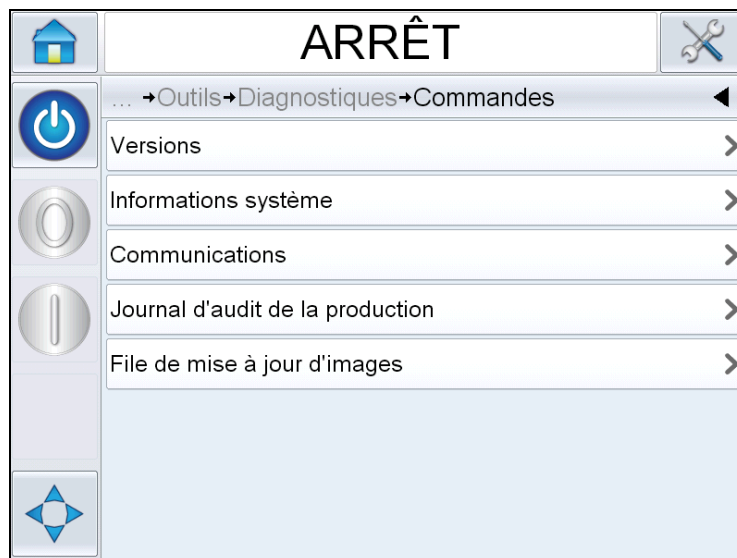 ARRÊT
... →Outils→Diagnostiques→Commandes
Versions
Informations système
Communications
Journal d'audit de la production
File de mise à jour d'images